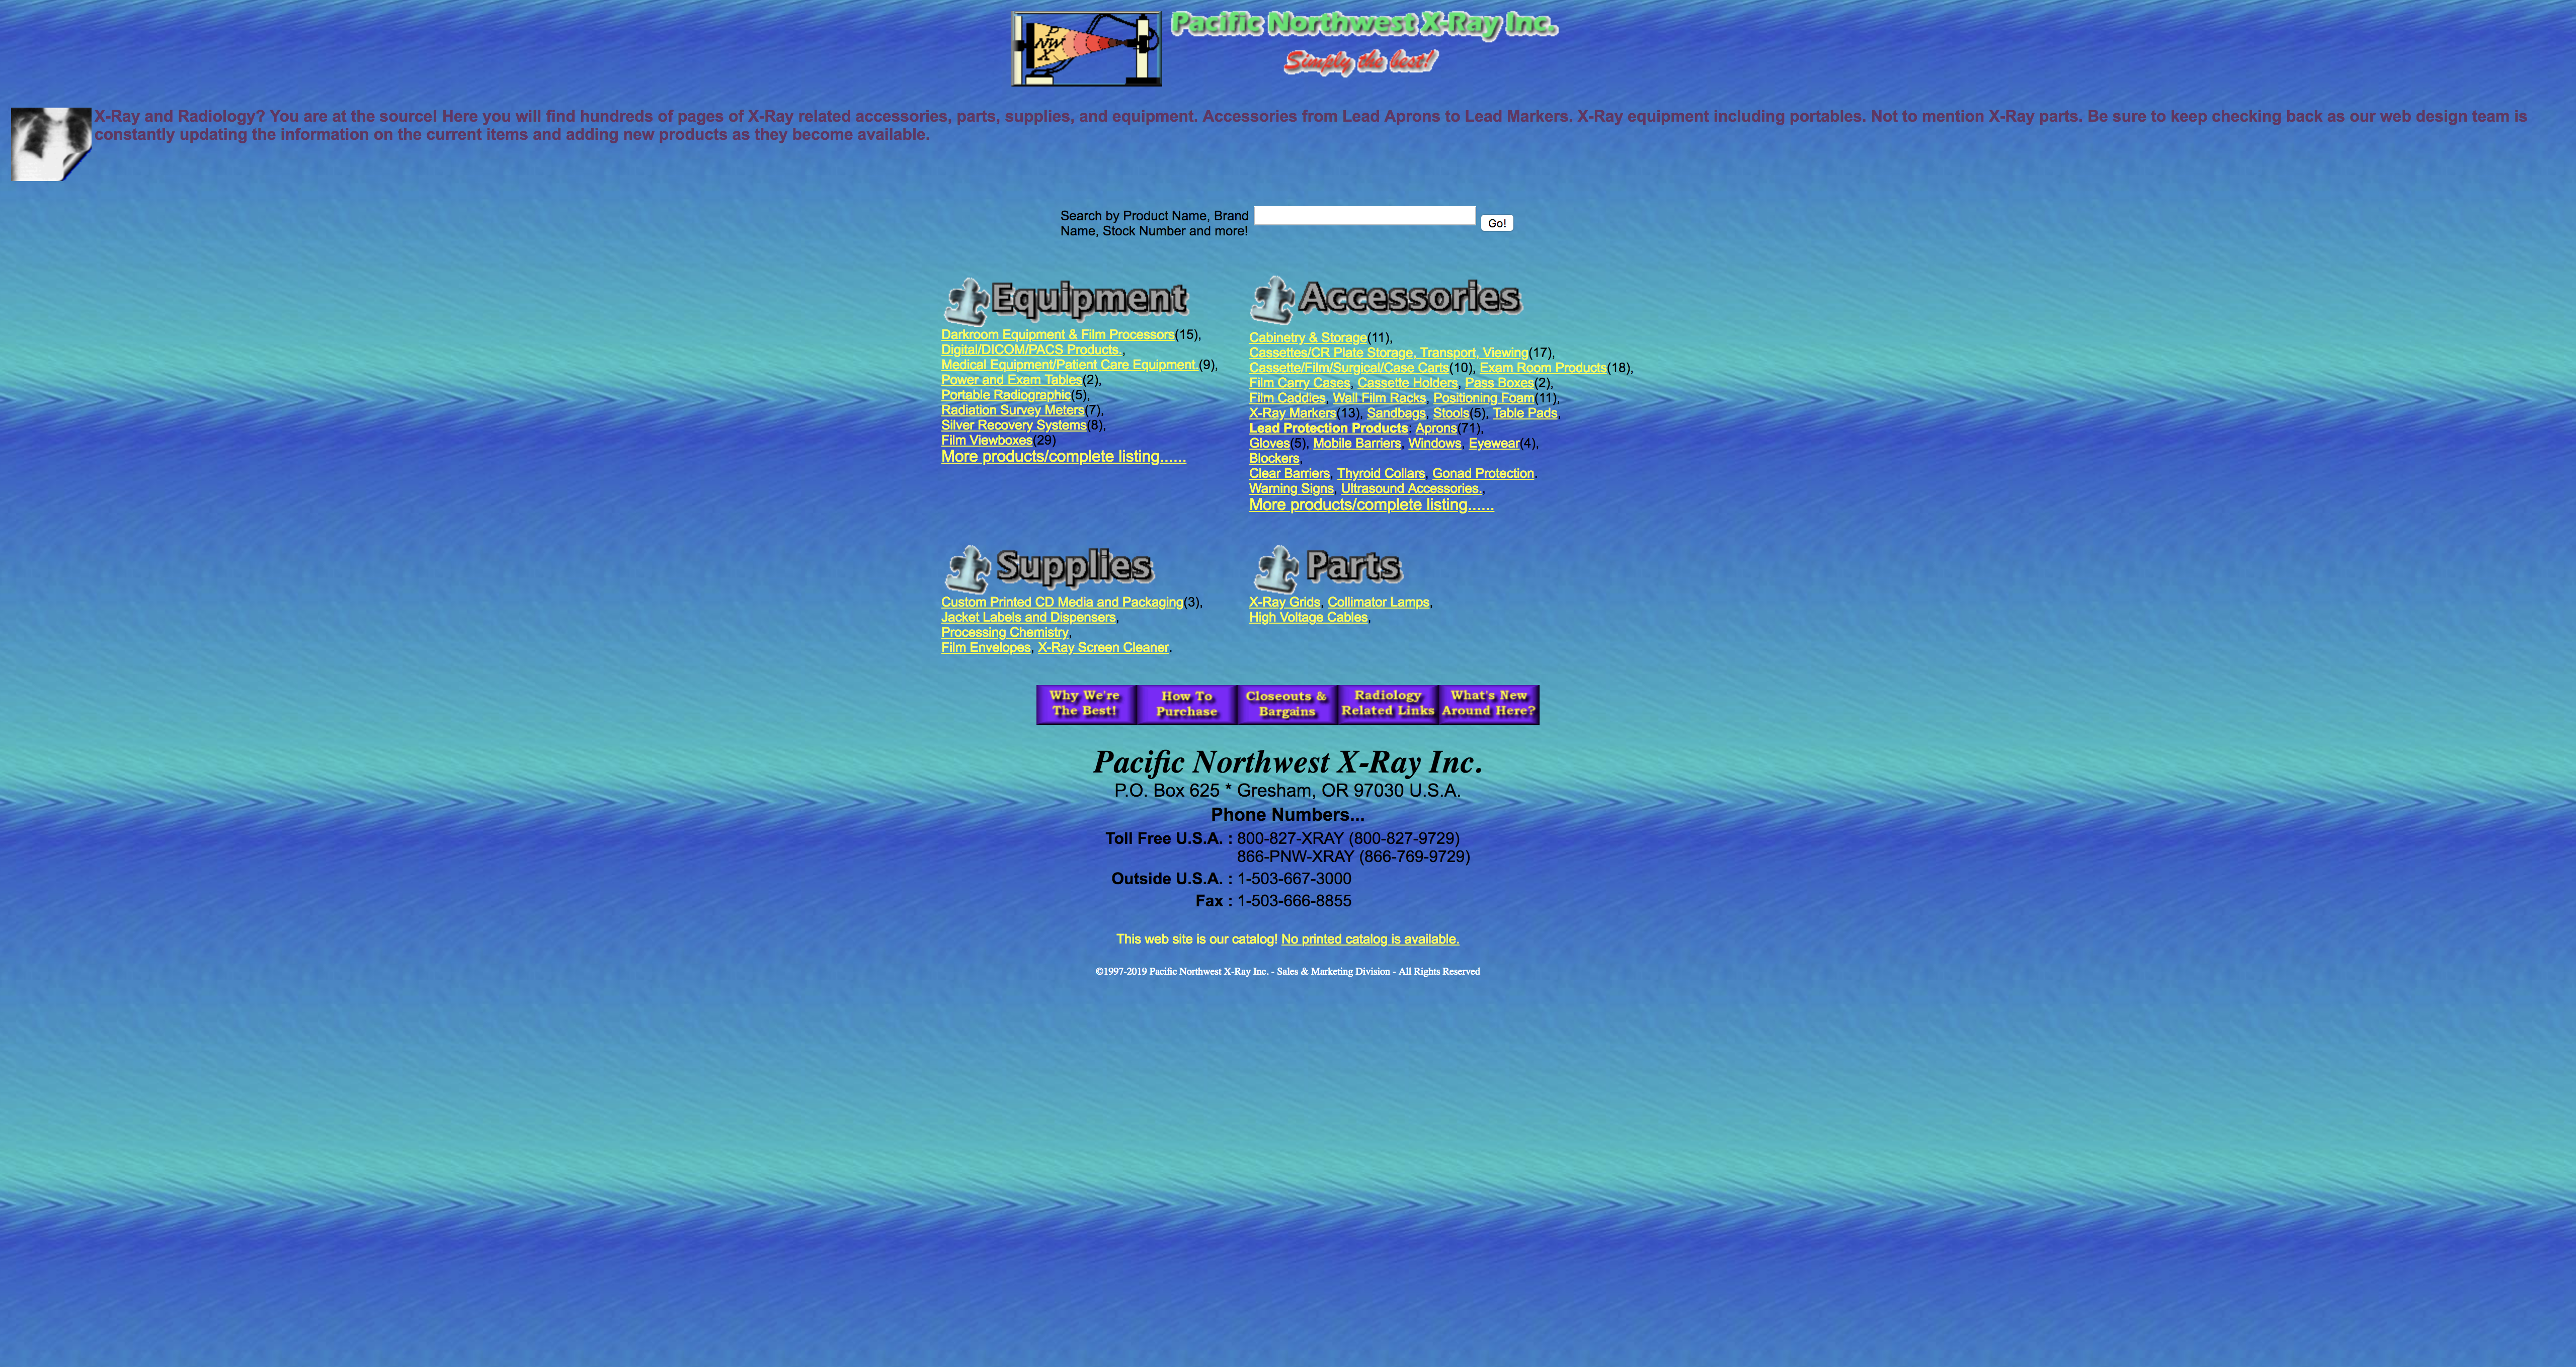 P
NW
X
Pacific Northwest X-Ray Inc.
Simply the best!
X-Ray and Radiology? You are at the source! Here you will find hundreds of pages of X-Ray related accessories, parts, supplies, and equipment. Accessories from Lead Aprons to Lead Markers. X-Ray equipment including portables. Not to mention X-Ray parts. Be sure to keep checking back as our web design team is
constantly updating the information on the current items and adding new products as they become available.
Search by Product Name, Brand
Name, Stock Number and more!
Go!
Equipment
Darkroom Equipment & Film Processors(15),
Digital/DICOM/PACS Products ,
Medical Equipment/Patient Care Equipment (9),
Power and Exam Tables(2),
Portable Radiographic(5),
Radiation Survey Meters(7),
Silver Recovery Systems(8),
Film Viewboxes(29)
More products/complete listing......
Accessories
Cabinetry & Storage(11),
Cassettes/CR Plate Storage, Transport, Viewing(17),
Cassette/Film/Surgical/Case Carts(10), Exam Room Products(18),
Film Carry Cases, Cassette Holders, Pass Boxes(2),
FIlm Caddies, Wall Film Racks, Positioning Foam(11),
X-Ray Markers(13), Sandbags, Stools(5), Table Pads,
Lead Protection Products: Aprons(71),
Gloves(5), Mobile Barriers, Windows, Eyewear(4),
Blockers,
Clear Barriers, Thyroid Collars, Gonad Protection.
Warning Signs, Ultrasound Accessories.,
More products/complete listing......
Supplies
Custom Printed CD Media and Packaging(3),
Jacket Labels and Dispensers,
Processing Chemistry,
Film Envelopes, X-Ray Screen Cleaner.
Parts
X-Ray Grids, Collimator Lamps,
High Voltage Cables,
Why We're
The Best!
How To
Purchase
Closeouts &
Bargains
Radiology
Related Links
What's New
Around Here?
Pacific Northwest X-Ray Inc.
P.O. Box 625 * Gresham, OR 97030 U.S.A.
Phone Numbers...
Toll Free U.S.A. : 800-827-XRAY (800-827-9729)
866-PNW-XRAY (866-769-9729)
Outside U.S.A. : 1-503-667-3000
Fax : 1-503-666-8855
This web site is our catalog! No printed catalog is available.
©1997-2019 Pacific Northwest X-Ray Inc. - Sales & Marketing Division - All Rights Reserved